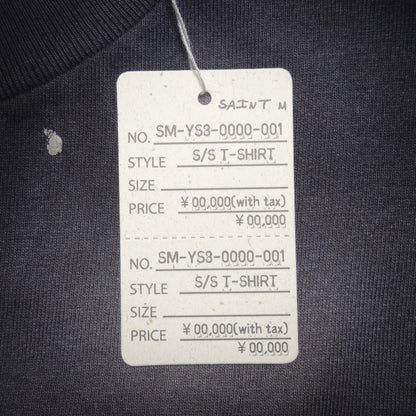 SAINT M
NO. SM-YS3-0000-001
STYLE S/S T-SHIRT
SIZE
PRICE ¥00,000(with tax)
¥00,000
NO. SM-YS3-0000-001
STYLE S/S T-SHIRT
SIZE
PRICE ¥00,000(with tax)
¥00,000